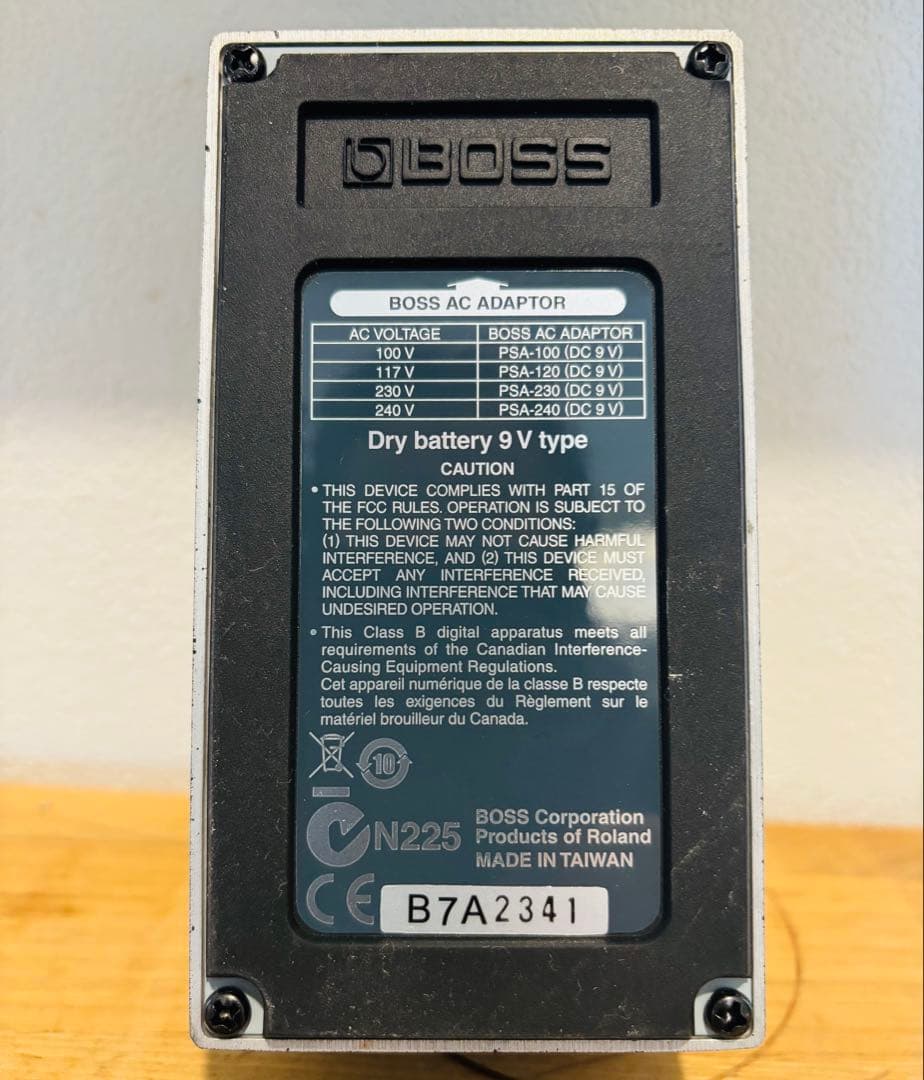 BOSS
BOSS AC ADAPTOR
AC VOLTAGE BOSS AC ADAPTOR
100 V PSA-100 (DC 9 V)
117 V PSA-120 (DC 9 V)
230 V PSA-230 (DC 9 V)
240 V PSA-240 (DC 9 V)
Dry battery 9 V type
CAUTION
• THIS DEVICE COMPLIES WITH PART 15 OF
THE FCC RULES. OPERATION IS SUBJECT TO
THE FOLLOWING TWO CONDITIONS:
(1) THIS DEVICE MAY NOT CAUSE HARMFUL
INTERFERENCE, AND (2) THIS DEVICE MUST
ACCEPT ANY INTERFERENCE RECEIVED,
INCLUDING INTERFERENCE THAT MAY CAUSE
UNDESIRED OPERATION.
• This Class B digital apparatus meets all
requirements of the Canadian Interference-
Causing Equipment Regulations.
Cet appareil numérique de la classe B respecte
toutes les exigences du Règlement sur le
matériel brouilleur du Canada.
10
N225
BOSS Corporation
Products of Roland
MADE IN TAIWAN
CE
B7A2341